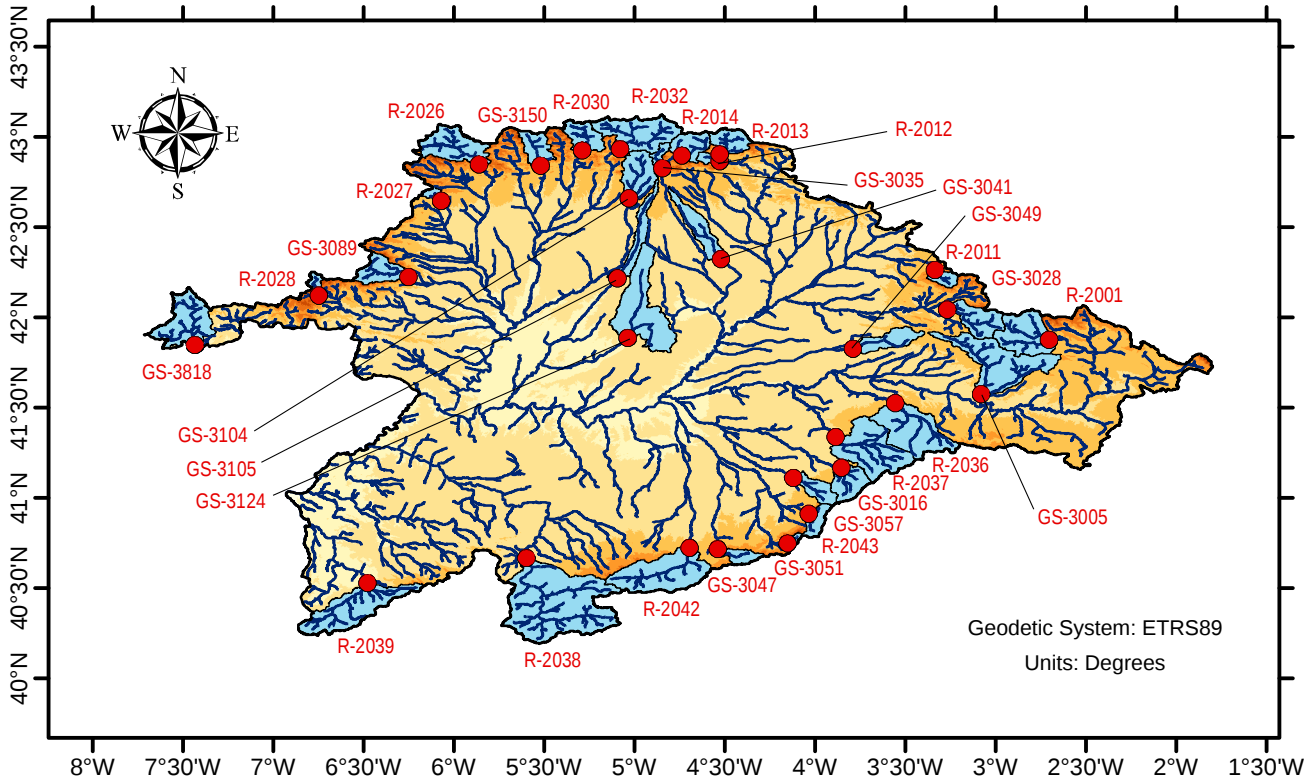 N
W
E
S
R-2026
GS-3150
R-2030
R-2032
R-2014
R-2013
R-2012
GS-3035
GS-3041
GS-3049
R-2027
GS-3089
R-2028
R-2011
GS-3028
R-2001
GS-3818
GS-3104
GS-3105
GS-3124
R-2036
R-2037
GS-3016
GS-3057
R-2043
GS-3051
GS-3047
GS-3005
R-2042
R-2039
R-2038
Geodetic System: ETRS89
Units: Degrees
43°30'N
43°N
42°30'N
42°N
41°30'N
41°N
40°30'N
40°N
8°W
7°30'W
7°W
6°30'W
6°W
5°30'W
5°W
4°30'W
4°W
3°30'W
3°W
2°30'W
2°W
1°30'W